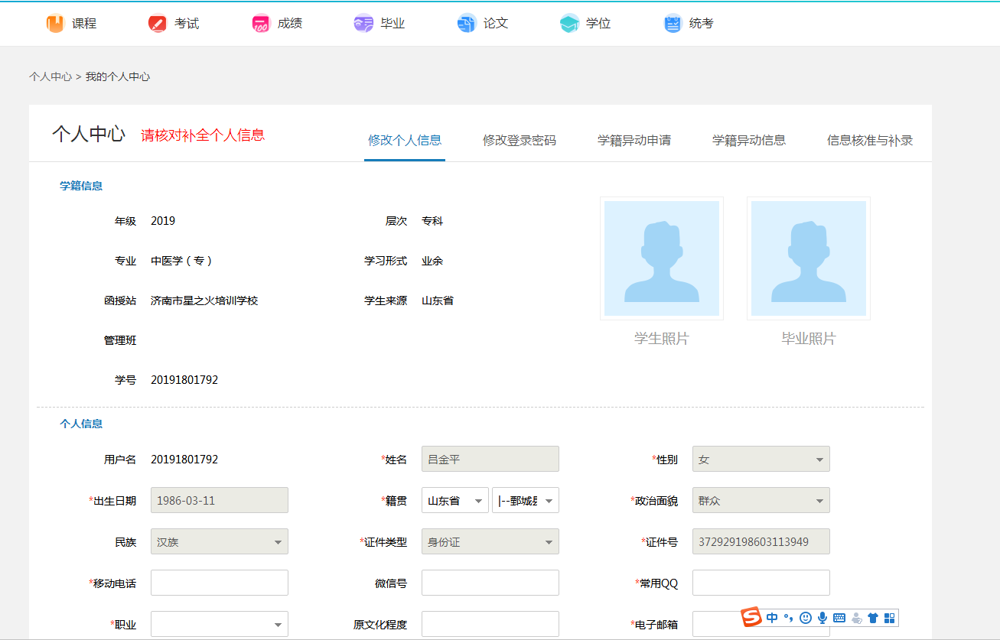 课程 考试 成绩 毕业 论文 学位 统考
个人中心 > 我的个人中心
个人中心 请核对补全个人信息 修改个人信息 修改登录密码 学籍异动申请 学籍异动信息 信息核准与补录
学籍信息
年级 2019 层次 专科
专业 中医学（专） 学习形式 业余
函授站 济南市星之火培训学校 学生来源 山东省
学生照片 毕业照片
管理班
学号 20191801792
个人信息
用户名 20191801792 *姓名 吕金平 *性别 女
*出生日期 1986-03-11 *籍贯 山东省 |--鄄城县 *政治面貌 群众
民族 汉族 *证件类型 身份证 *证件号 372929198603113949
*移动电话 微信号 *常用QQ
*职业 原文化程度 *电子邮箱
S 中